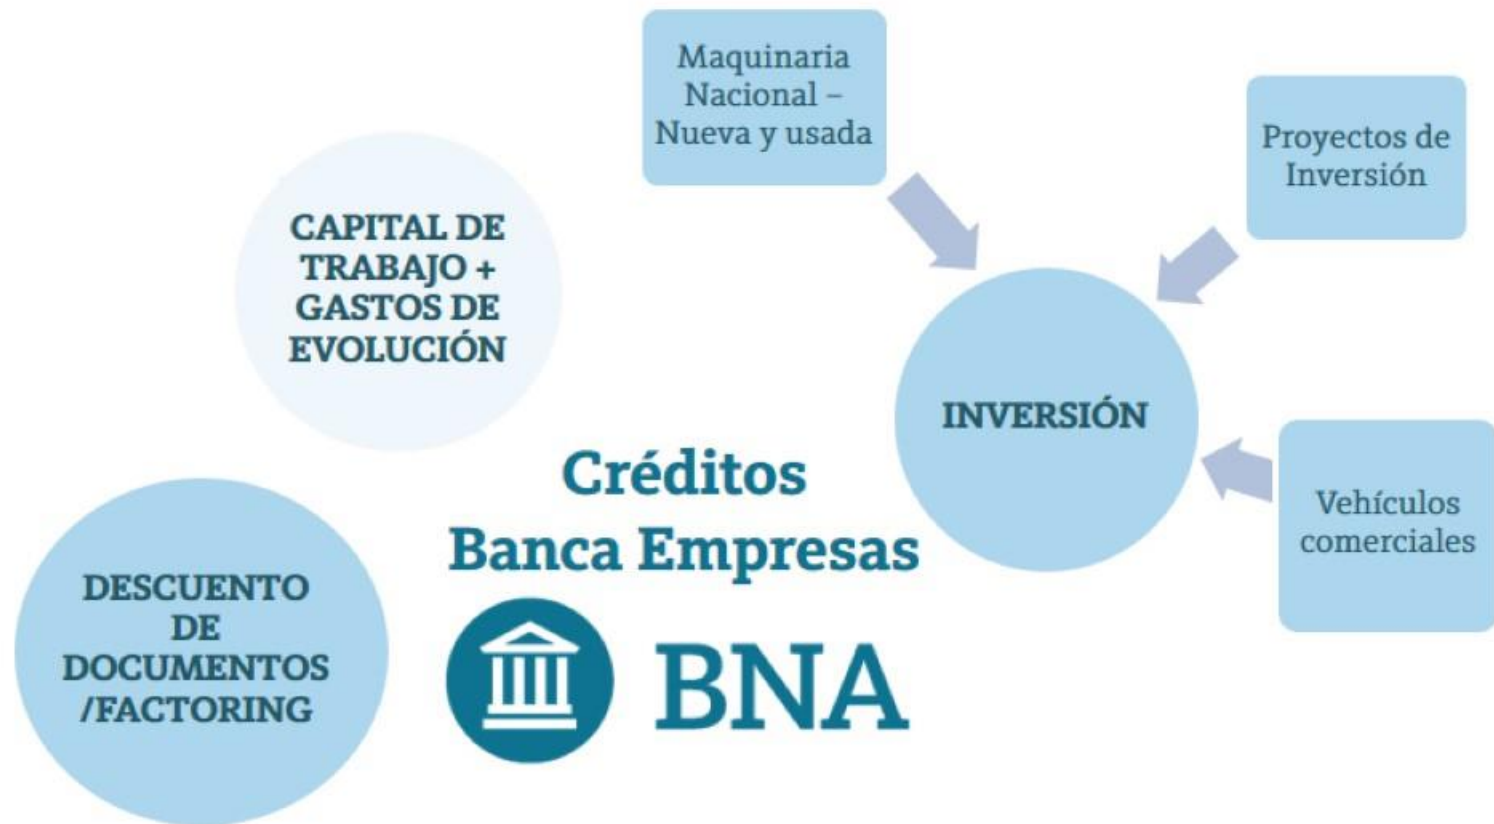 Maquinaria
Nacional –
Nueva y usada
Proyectos de
Inversión
CAPITAL DE
TRABAJO +
GASTOS DE
EVOLUCIÓN
INVERSIÓN
Vehículos
comerciales
Créditos
Banca Empresas
DESCUENTO
DE
DOCUMENTOS
/FACTORING
BNA